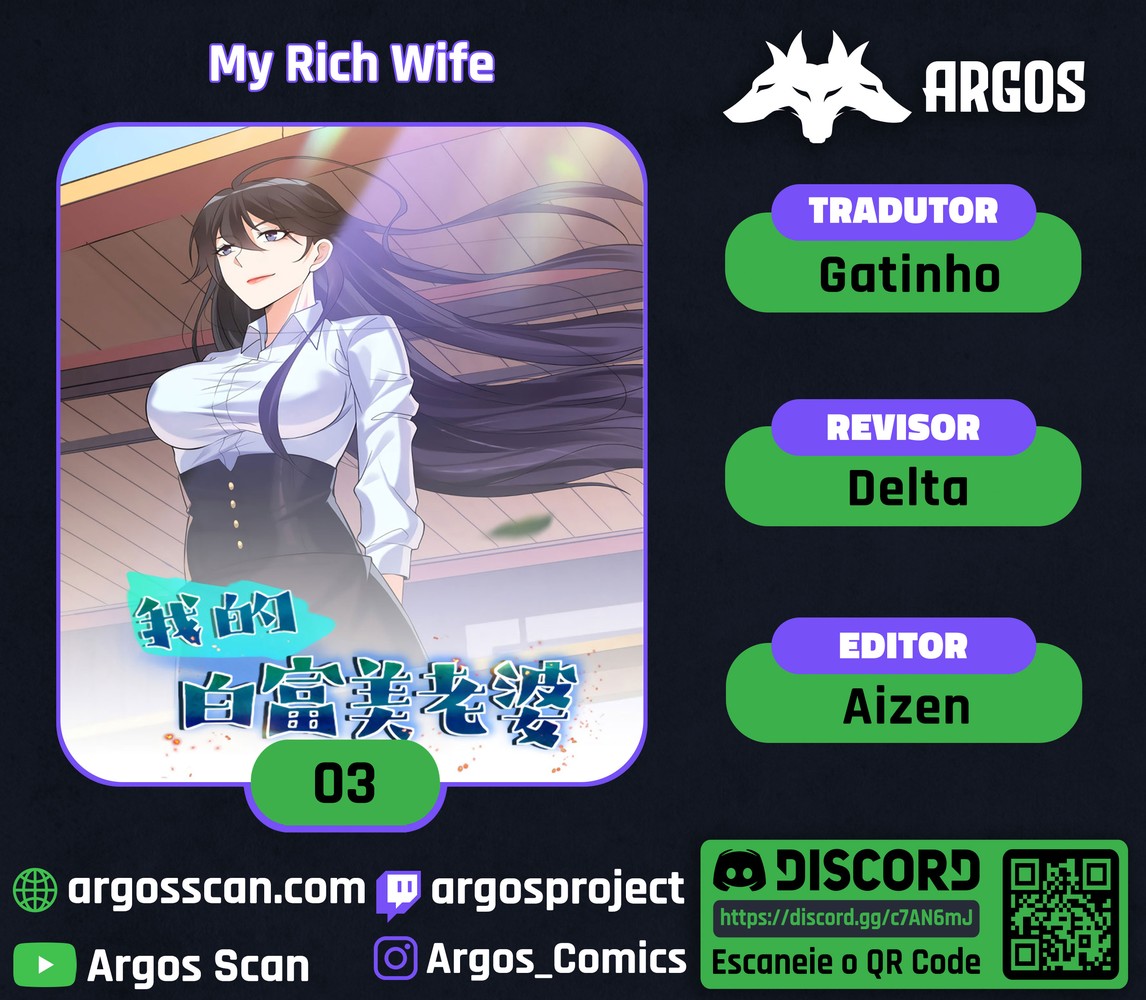 My Rich Wife
ARGOS
TRADUTOR
Gatinho
REVISOR
Delta
EDITOR
Aizen
我的
白富美老婆
03
argosscan.com
argosproject
Argos Scan
Argos_Comics
DISCORD
https://discord.gg/c7AN6mJ
Escaneie o QR Code